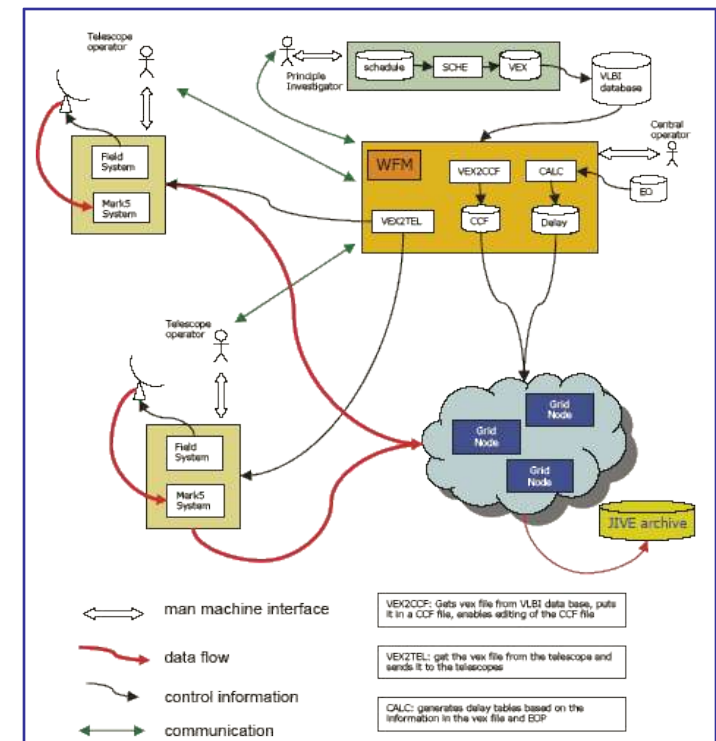 Telescope
operator
Principle
Investigator
schedule
SCHE
VEX
VLBI
database
Central
operator
Field
System
Mark5
System
WFM
VEX2CCF
CALC
EO
VEX2TEL
CCF
Delay
Telescope
operator
Field
System
Mark5
System
Grid
Node
Grid
Node
Grid
Node
JIVE archive
man machine interface
data flow
control information
communication
VEX2CCF: Gets vex file from VLBI data base, puts
it in a CCF file, enables editing of the CCF file
VEX2TEL: get the vex file from the telescope and
sends it to the telescopes
CALC: generates delay tables based on the
information in the vex file and EOP